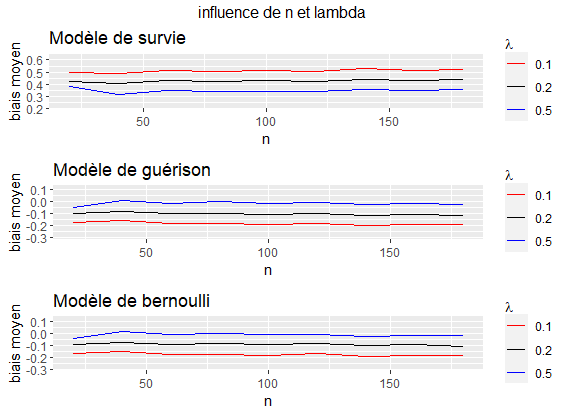 influence de n et lambda
Modèle de survie
biais moyen
0.6
0.5
0.4
0.3
0.2
50
100
150
n
λ
0.1
0.2
0.5
Modèle de guérison
biais moyen
0.1
0.0
-0.1
-0.2
-0.3
50
100
150
n
λ
0.1
0.2
0.5
Modèle de bernoulli
biais moyen
0.1
0.0
-0.1
-0.2
-0.3
50
100
150
n
λ
0.1
0.2
0.5